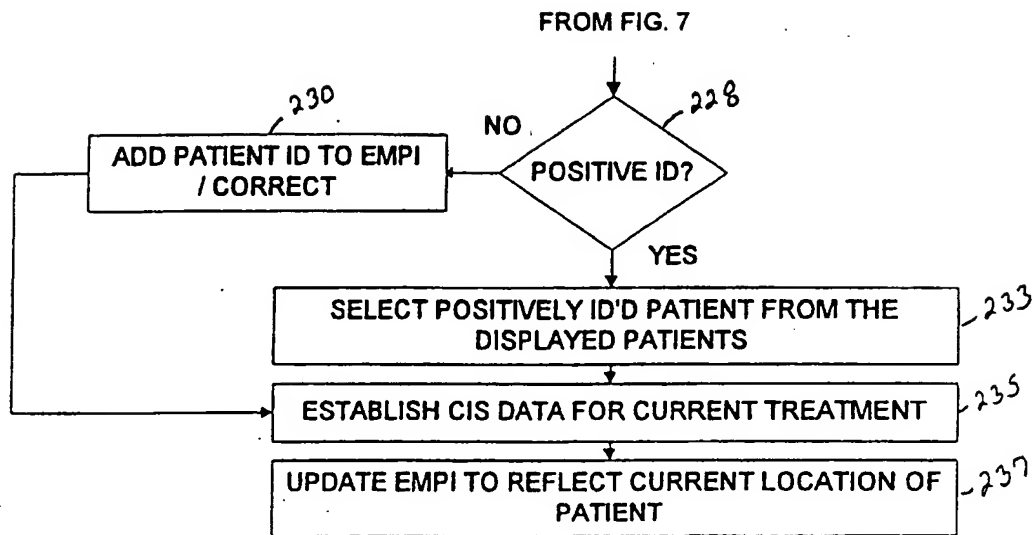 FROM FIG. 7
230
228
NO
ADD PATIENT ID TO EMPI
/ CORRECT
POSITIVE ID?
YES
SELECT POSITIVELY ID'D PATIENT FROM THE
DISPLAYED PATIENTS
233
ESTABLISH CIS DATA FOR CURRENT TREATMENT
235
UPDATE EMPI TO REFLECT CURRENT LOCATION OF
PATIENT
237